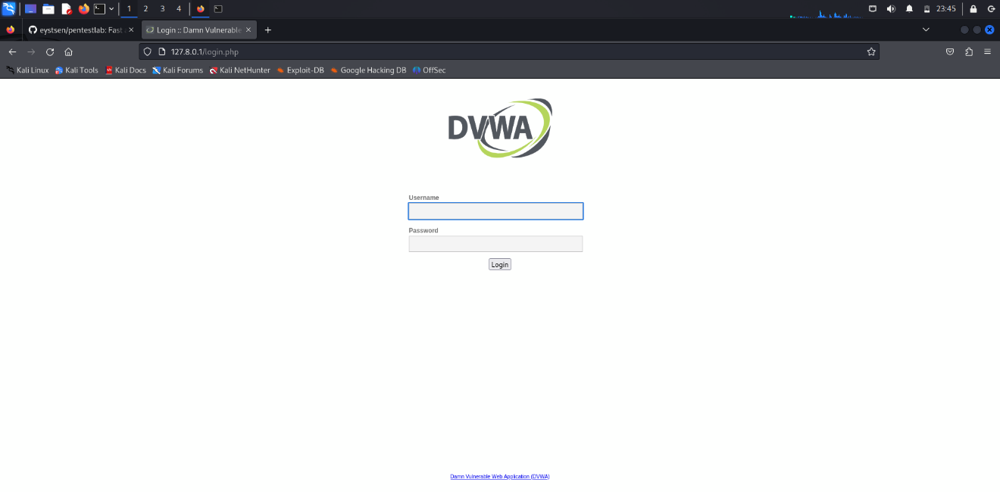 1 2 3 4 23:45
eystsen/pentestlab: Fast Login :: Damn Vulnerable
127.8.0.1/login.php
Kali Linux Kali Tools Kali Docs Kali Forums Kali NetHunter Exploit-DB Google Hacking DB OffSec
DVWA
Username
Password
Login
Damn Vulnerable Web Application (DVWA)